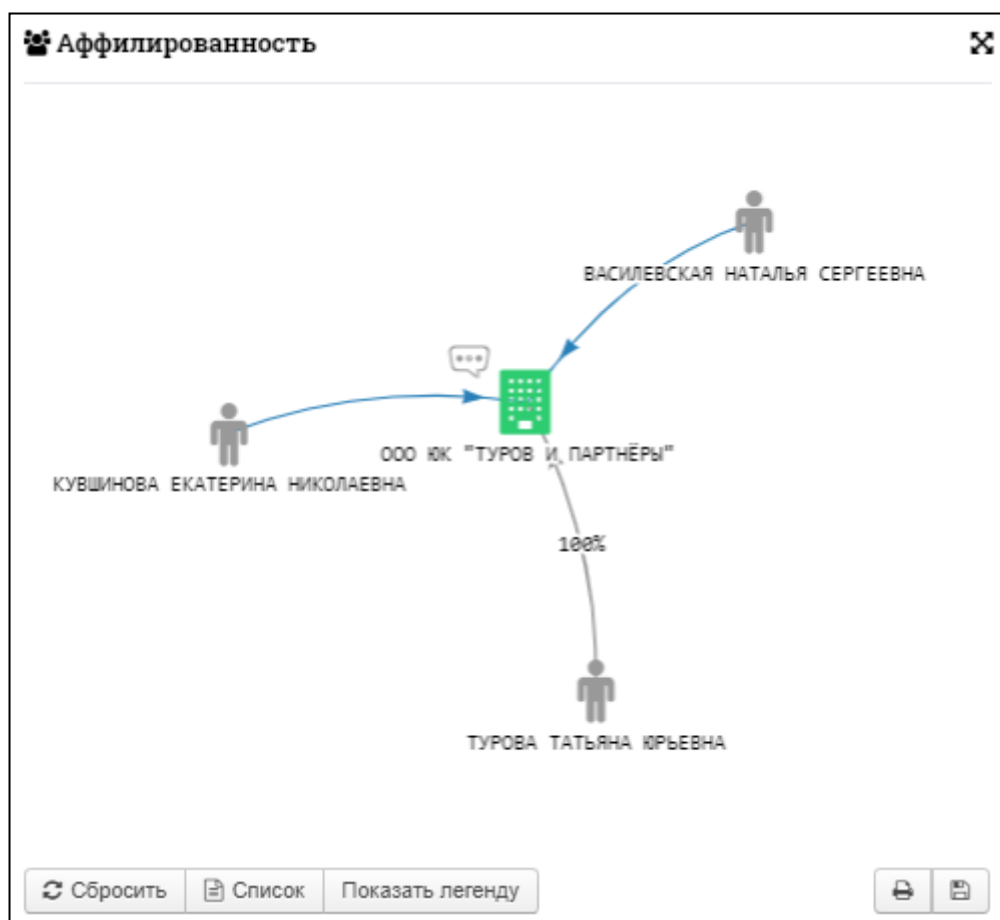 Аффилированность
ВАСИЛЕВСКАЯ НАТАЛЬЯ СЕРГЕЕВНА
ООО ЮК "ТУРОВ И ПАРТНЁРЫ"
КУВШИНОВА ЕКАТЕРИНА НИКОЛАЕВНА
100%
ТУРОВА ТАТЬЯНА ЮРЬЕВНА
Сбросить Список Показать легенду